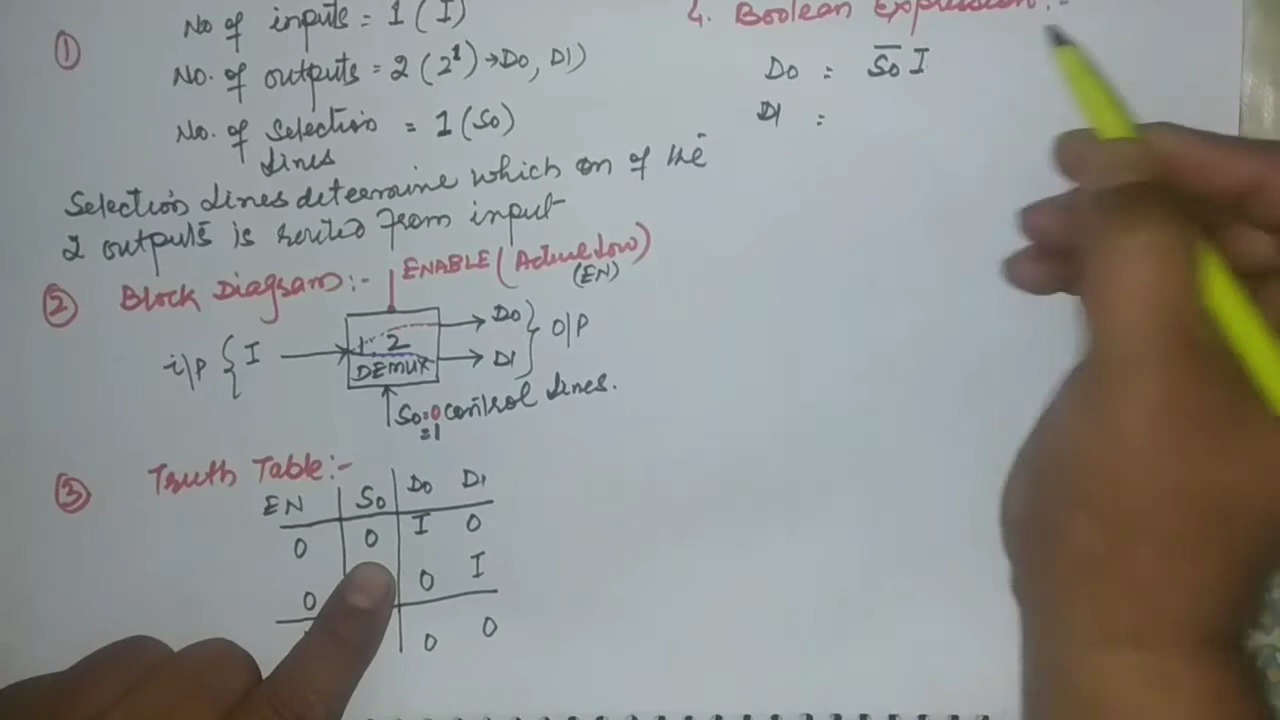 ①
No of inputs = 1 ( I )
No. of outputs = 2 (2¹) → D0, D1)
No. of Selection = 1 (S0)
Lines
Selection Lines determine which on of the
2 outputs is routed from input
② Block Diagram:- ENABLE (Active Low)
(EN)
i/P { I
1 2
DEMUX
D0
D1
} O/P
S0=0 control lines.
=1
③ Truth Table:-
EN S0 D0 D1
0 0 I 0
0 0 I
0 0
4. Boolean Expression:-
D0 = S̅0 I
D1 =